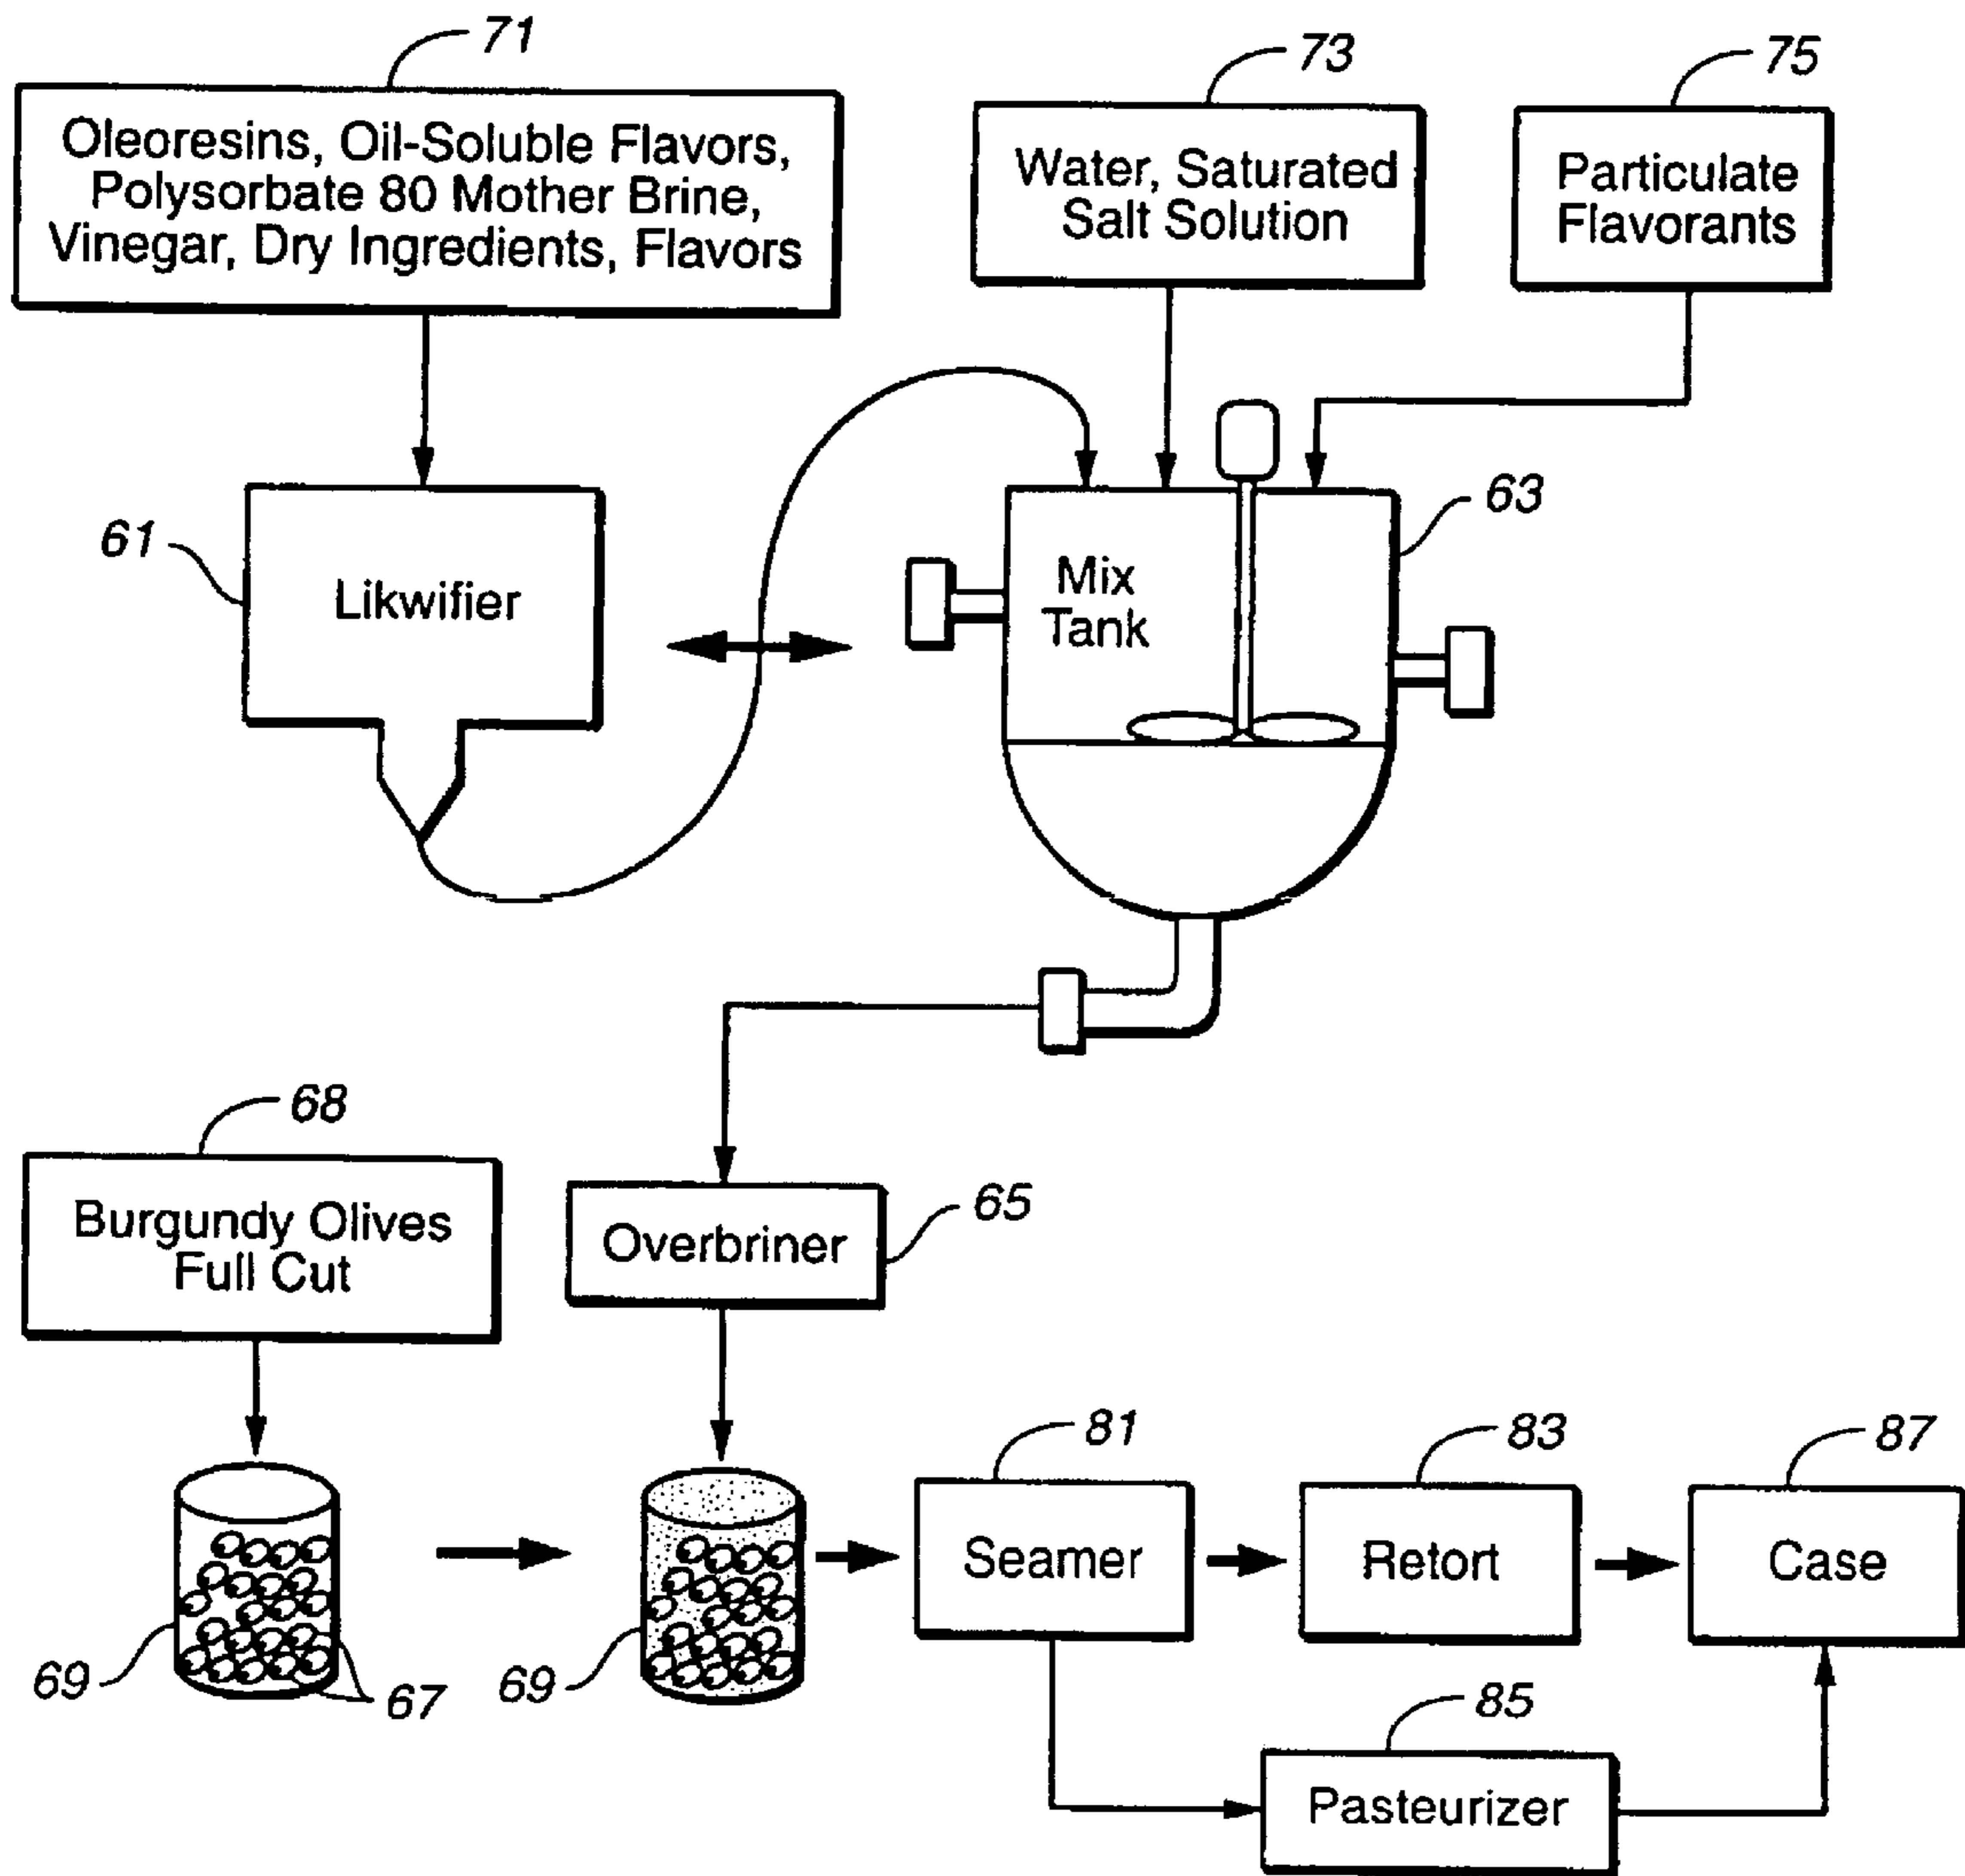 71
73
75
Oleoresins, Oil-Soluble Flavors,
Polysorbate 80 Mother Brine,
Vinegar, Dry Ingredients, Flavors
Water, Saturated
Salt Solution
Particulate
Flavorants
61
Likwifier
Mix
Tank
63
68
Burgundy Olives
Full Cut
65
Overbriner
81
83
87
Seamer
Retort
Case
69
67
69
85
Pasteurizer